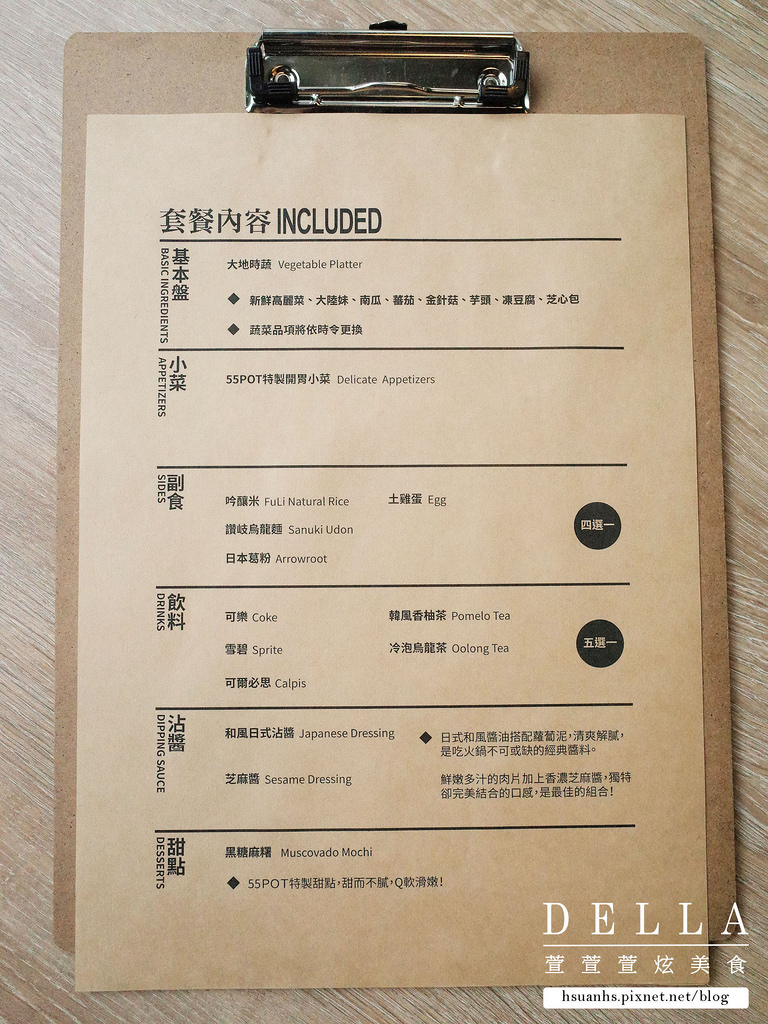 套餐內容 INCLUDED
基本盤
BASIC INGREDIENTS
大地時蔬 Vegetable Platter
◆ 新鮮高麗菜、大陸妹、南瓜、蕃茄、金針菇、芋頭、凍豆腐、芝心包
◆ 蔬菜品項將依時令更換
小菜
APPETIZERS
55POT特製開胃小菜 Delicate Appetizers
副食
SIDES
吟釀米 FuLi Natural Rice
土雞蛋 Egg
讚岐烏龍麵 Sanuki Udon
日本葛粉 Arrowroot
四選一
飲料
DRINKS
可樂 Coke
韓風香柚茶 Pomelo Tea
雪碧 Sprite
冷泡烏龍茶 Oolong Tea
可爾必思 Calpis
五選一
沾醬
DIPPING SAUCE
和風日式沾醬 Japanese Dressing
◆ 日式和風醬油搭配蘿蔔泥,清爽解膩,
是吃火鍋不可或缺的經典醬料。
芝麻醬 Sesame Dressing
鮮嫩多汁的肉片加上香濃芝麻醬,獨特
卻完美結合的口感,是最佳的組合!
甜點
DESSERTS
黑糖麻糬 Muscovado Mochi
◆ 55POT特製甜點,甜而不膩,Q軟滑嫩!
DELLA
萱萱萱炫美食
hsuanhs.pixnet.net/blog